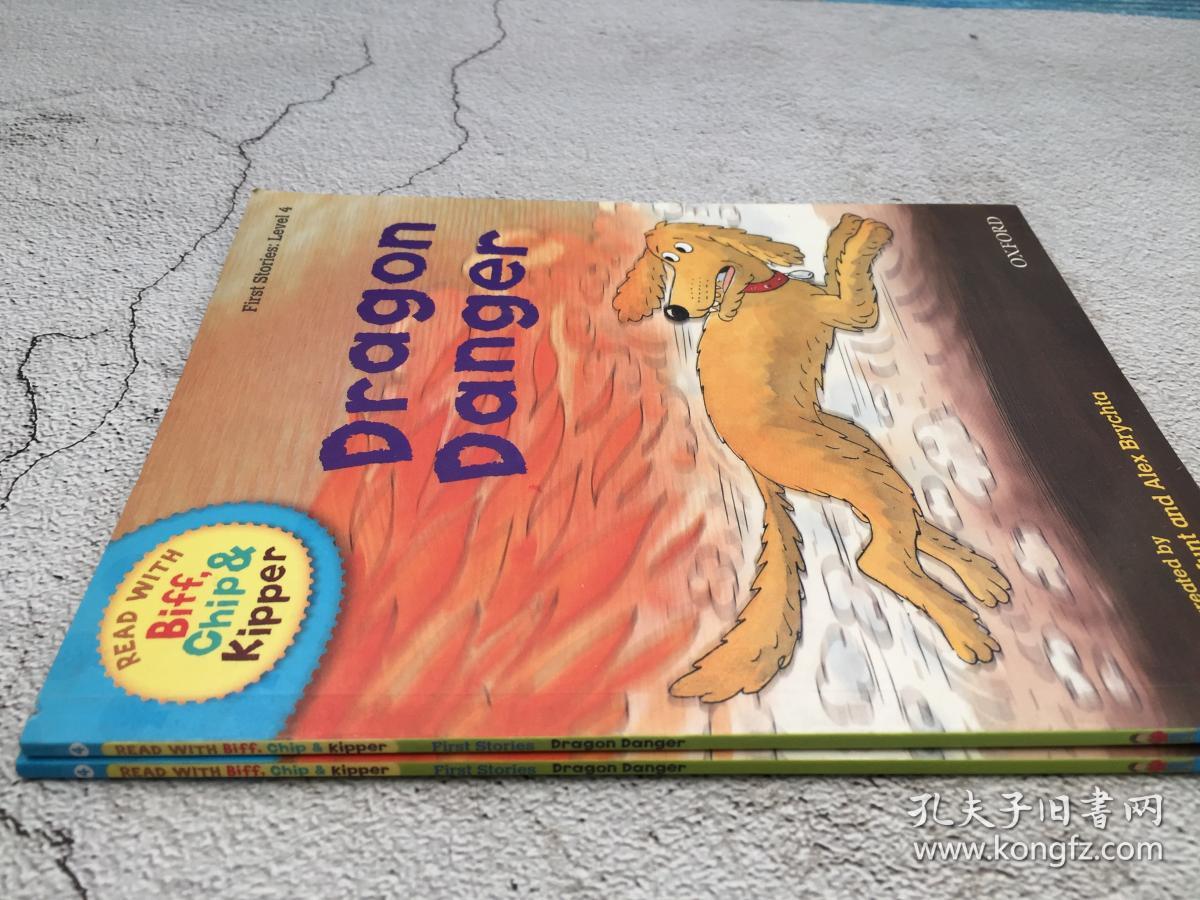 First Stories: Level 4
Dragon
Danger
READ WITH
Biff,
Chip &
Kipper
OXFORD
and Alex Brychta
4 READ WITH Biff, Chip & Kipper First Stories Dragon Danger
4 READ WITH Biff, Chip & Kipper First Stories Dragon Danger
孔夫子旧书网
www.kongfz.com